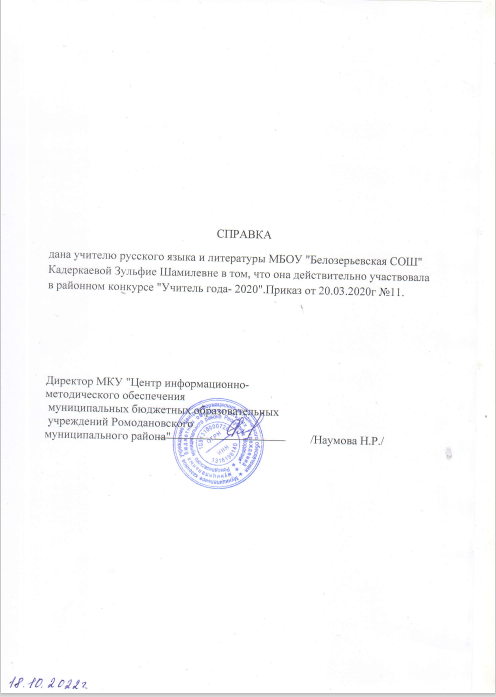 СПРАВКА
дана учителю русского языка и литературы МБОУ "Белозерьевская СОШ"
Кадеркаевой Зульфие Шамилевне в том, что она действительно участвовала
в районном конкурсе "Учитель года- 2020".Приказ от 20.03.2020г №11.
Директор МКУ "Центр информационно-
методического обеспечения
муниципальных бюджетных образовательных
учреждений Ромодановского
муниципального района" /Наумова Н.Р./
ОГРН
ИНН
18.10.2022г